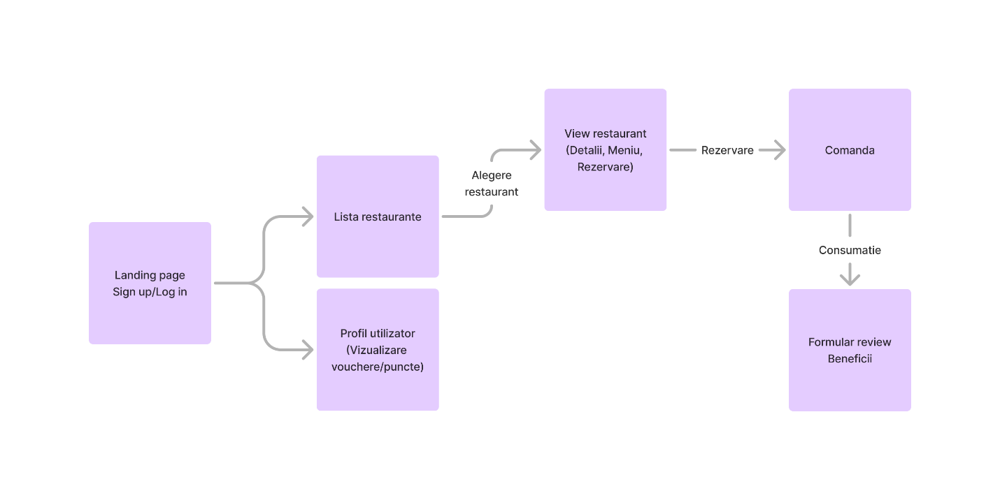 Landing page
Sign up/Log in
Lista restaurante
Profil utilizator
(Vizualizare
vouchere/puncte)
Alegere
restaurant
View restaurant
(Detalii, Meniu,
Rezervare)
Rezervare
Comanda
Consumatie
Formular review
Beneficii